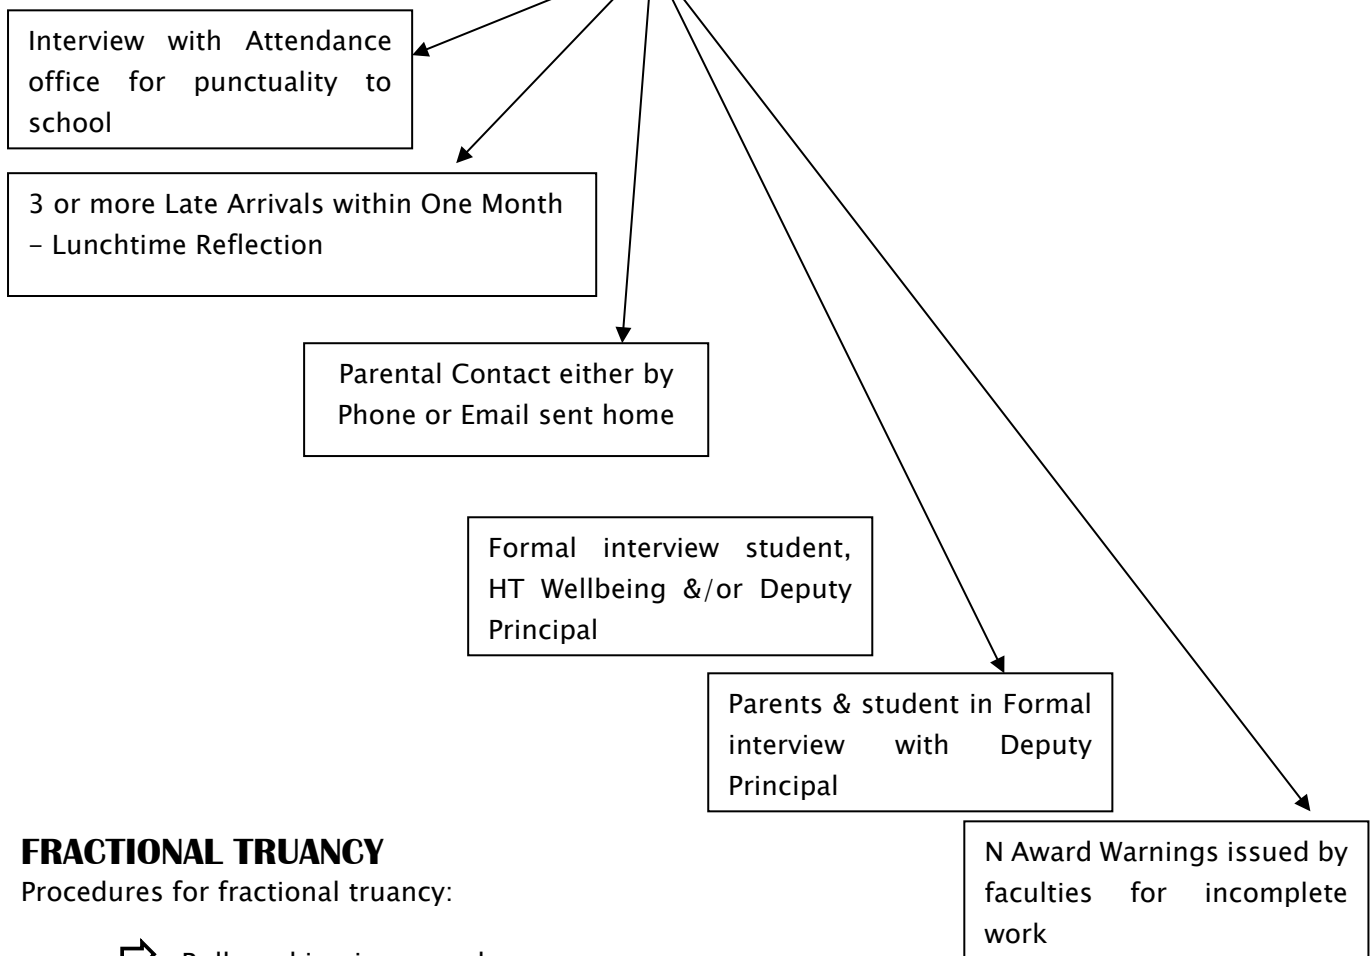 Interview with Attendance
office for punctuality to
school
3 or more Late Arrivals within One Month
– Lunchtime Reflection
Parental Contact either by
Phone or Email sent home
Formal interview student,
HT Wellbeing &/or Deputy
Principal
Parents & student in Formal
interview with Deputy
Principal
N Award Warnings issued by
faculties for incomplete
work
FRACTIONAL TRUANCY
Procedures for fractional truancy: